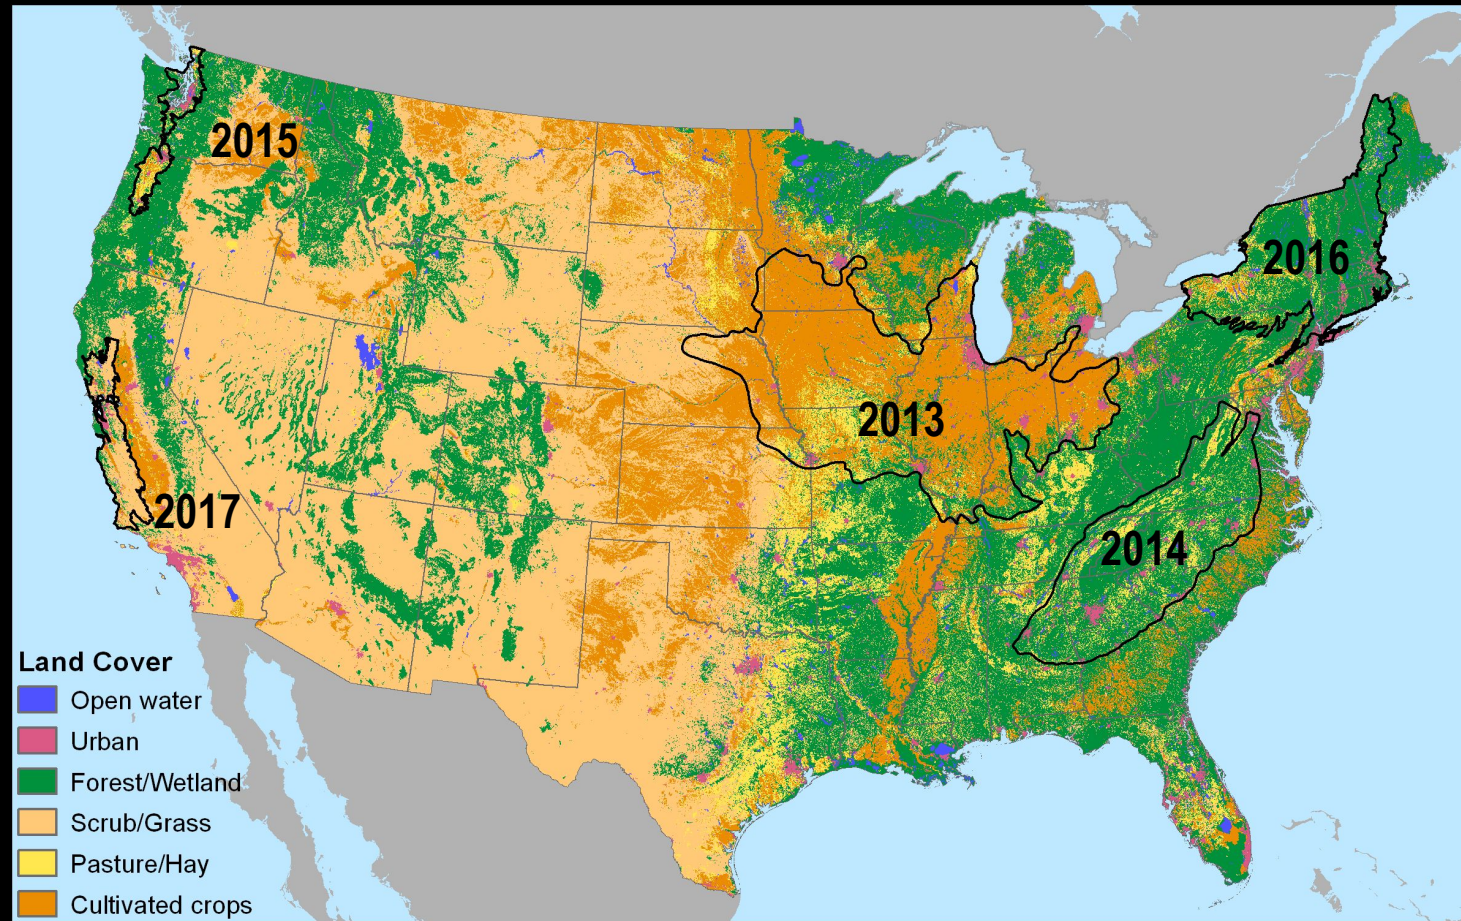 2015
2016
2013
2017
2014
Land Cover
Open water
Urban
Forest/Wetland
Scrub/Grass
Pasture/Hay
Cultivated crops